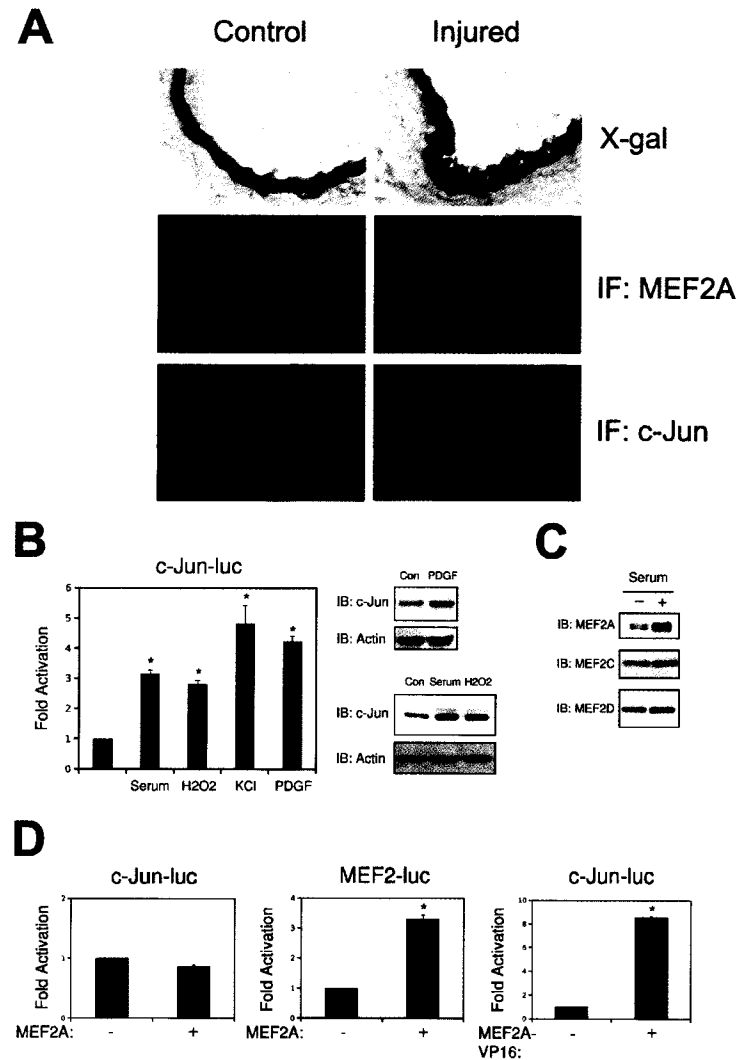 A
Control Injured
X-gal
IF: MEF2A
IF: c-Jun
B
c-Jun-luc
Fold Activation
6
5
4
3
2
1
0
* * * *
Serum H2O2 KCl PDGF
Con PDGF
IB: c-Jun
IB: Actin
Con Serum H2O2
IB: c-Jun
IB: Actin
C
Serum
− +
IB: MEF2A
IB: MEF2C
IB: MEF2D
D
c-Jun-luc
Fold Activation
2
1
0
MEF2A: - +
MEF2-luc
Fold Activation
4
3
2
1
0
*
MEF2A: - +
c-Jun-luc
Fold Activation
10
8
6
4
2
0
*
MEF2A- - +
VP16: